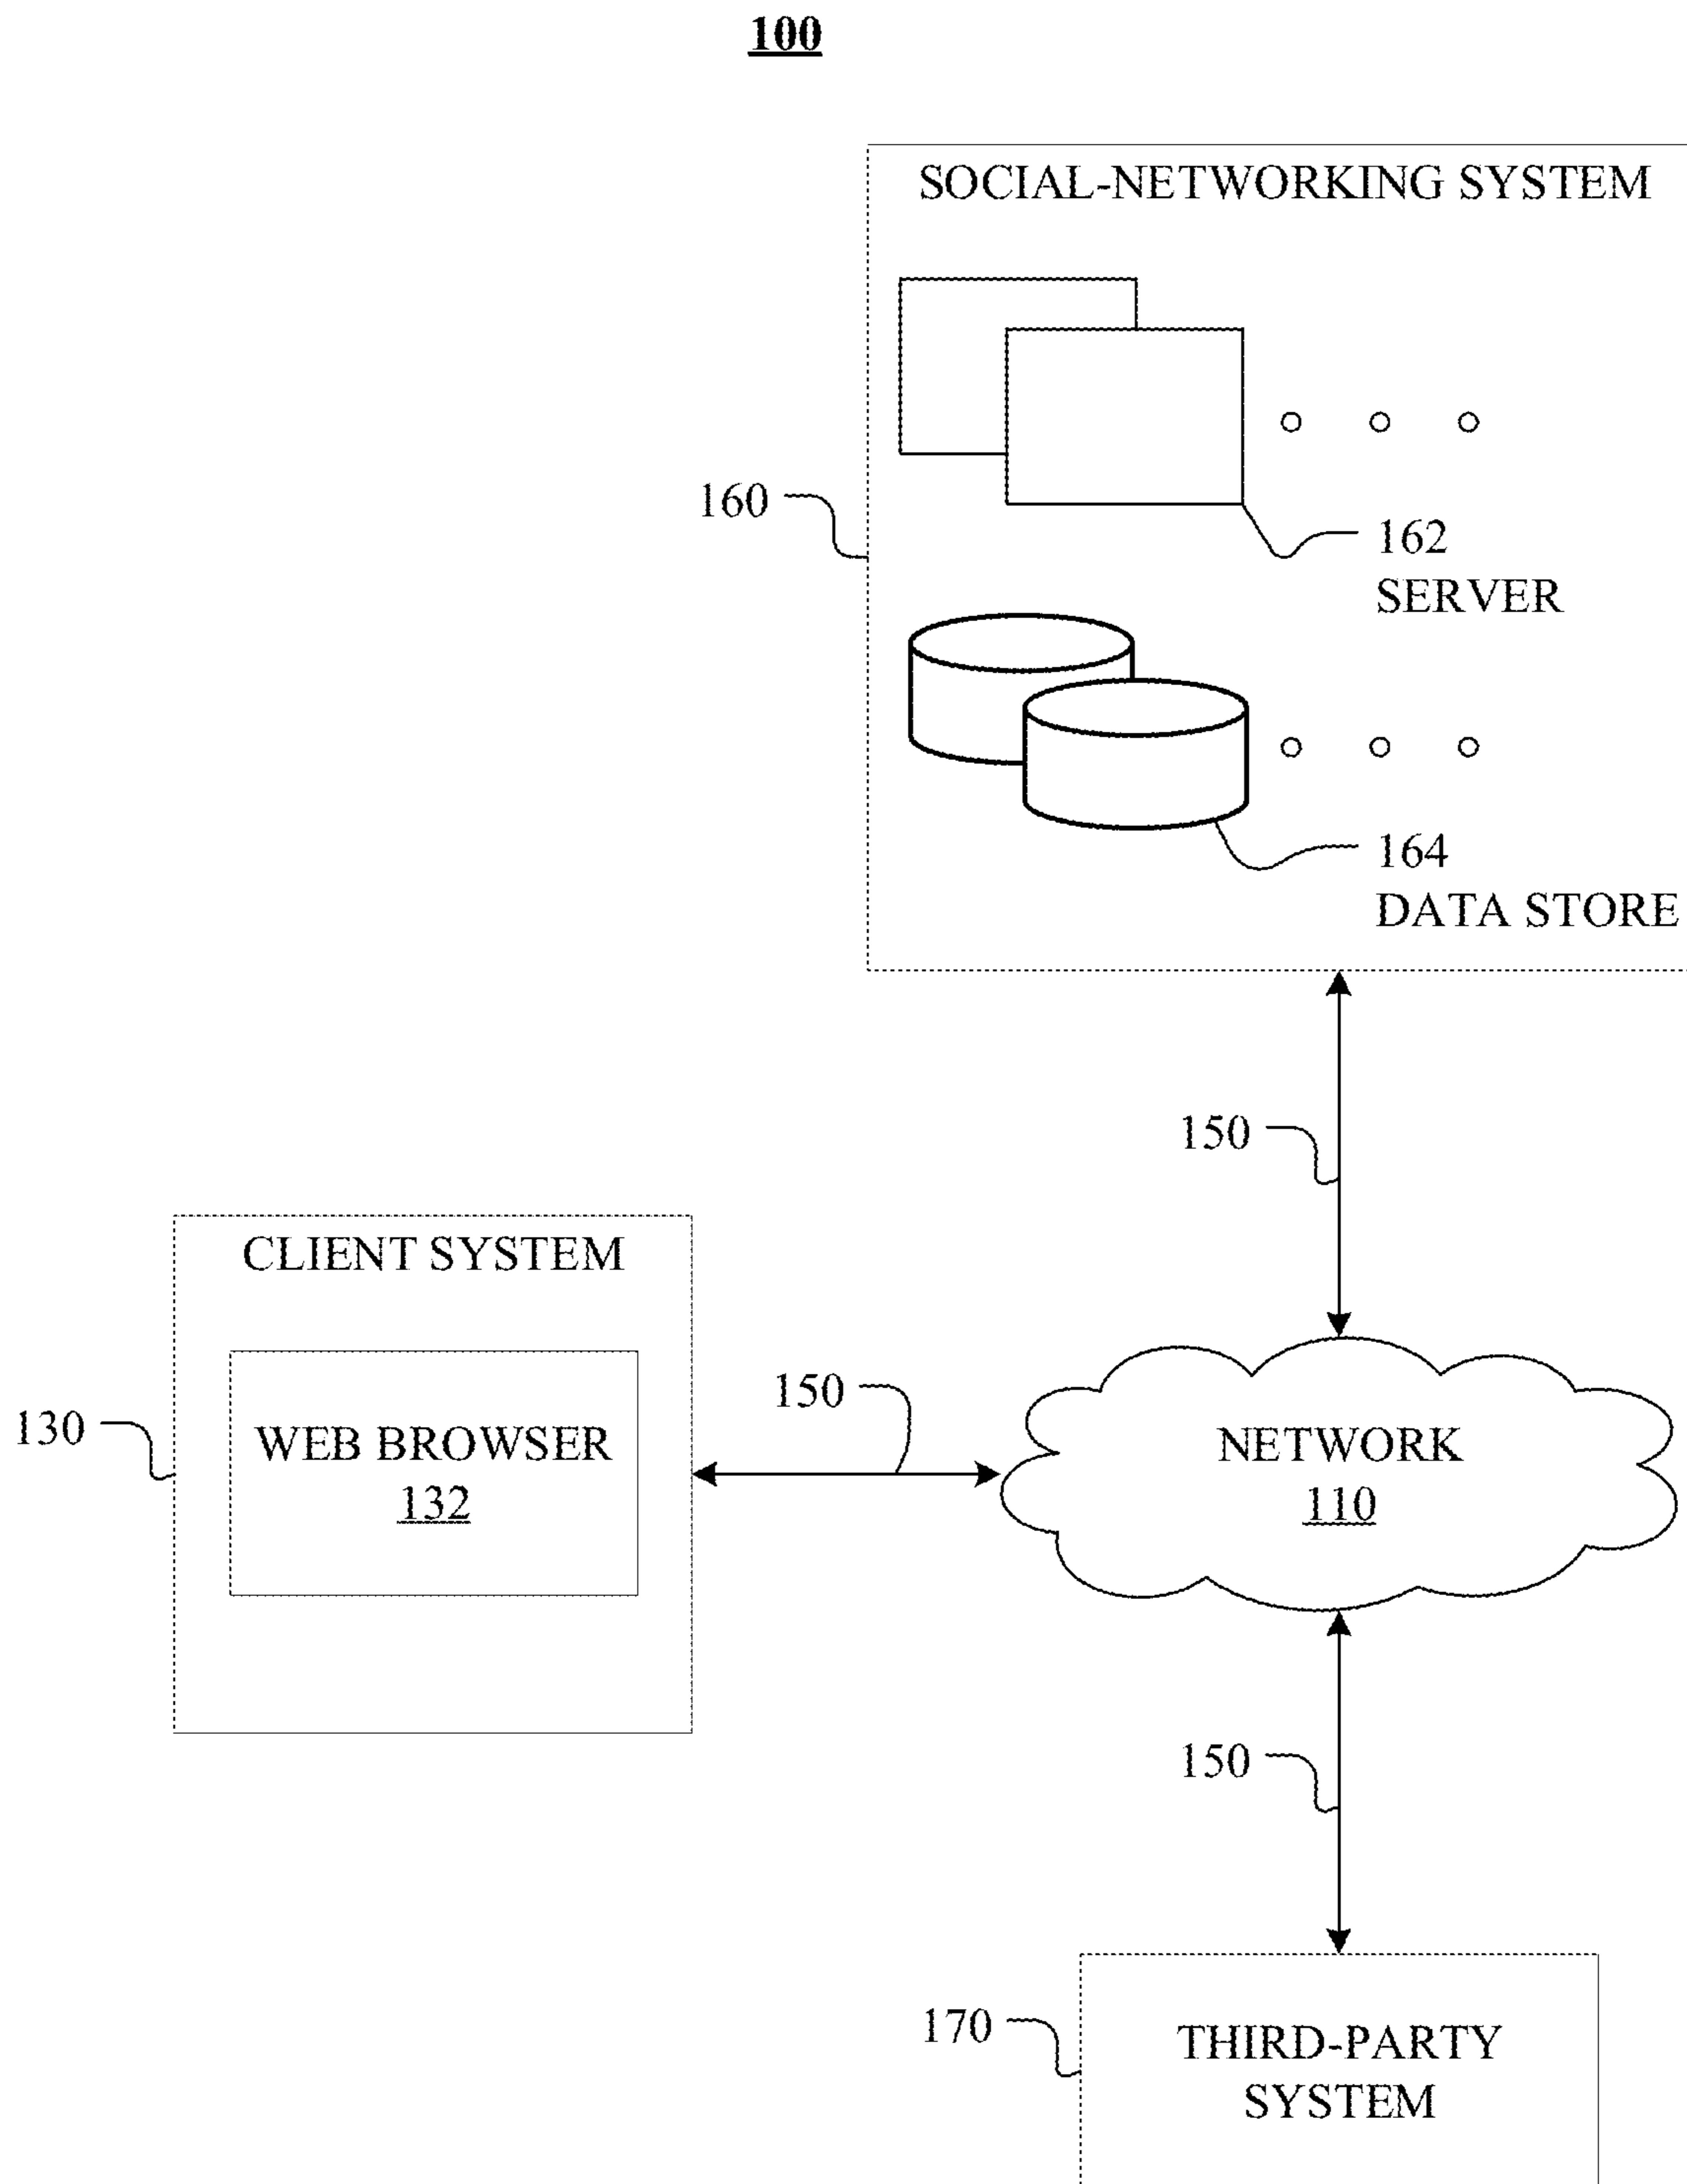 100
SOCIAL-NETWORKING SYSTEM
160
162
SERVER
164
DATA STORE
150
CLIENT SYSTEM
130
WEB BROWSER
132
150
NETWORK
110
150
170
THIRD-PARTY
SYSTEM